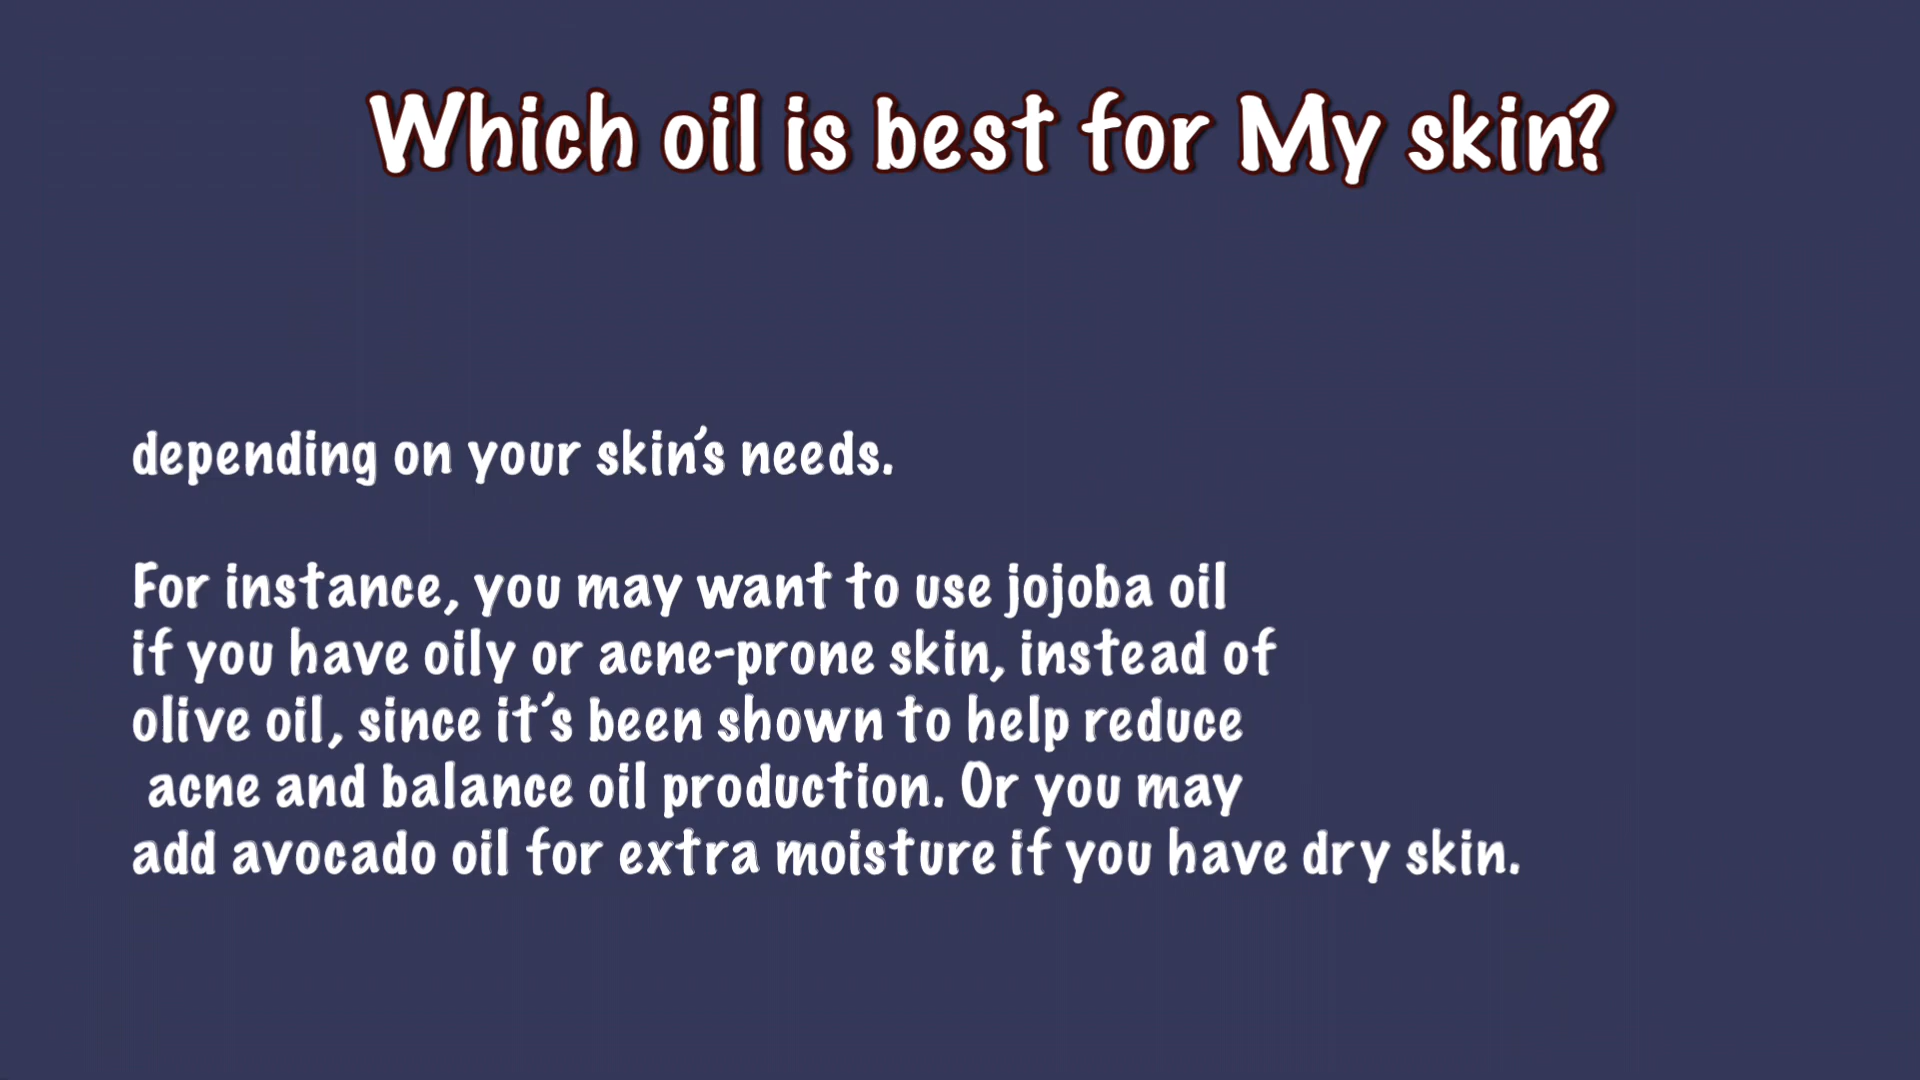 Which oil is best for My skin?
depending on your skin's needs.
For instance, you may want to use jojoba oil
if you have oily or acne-prone skin, instead of
olive oil, since it's been shown to help reduce
acne and balance oil production. Or you may
add avocado oil for extra moisture if you have dry skin.